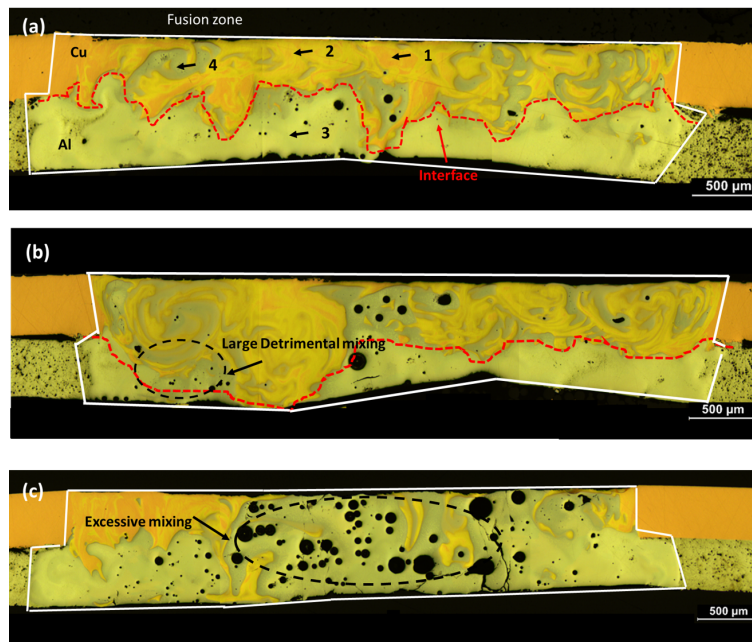 Fusion zone
(a)
Cu
4
2
1
3
Al
Interface
500 µm
(b)
Large Detrimental mixing
500 µm
(c)
Excessive mixing
500 µm